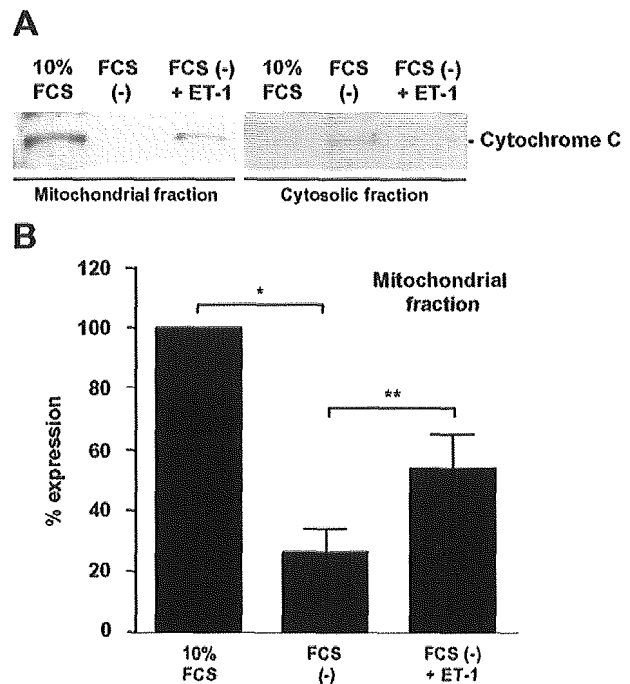 A
10% FCS FCS (-)
FCS (-) + ET-1
10% FCS
FCS (-)
FCS (-) + ET-1
- Cytochrome C
Mitochondrial fraction
Cytosolic fraction
B
Mitochondrial
fraction
% expression
120
100
80
60
40
20
0
*
**
10%
FCS
FCS
(-)
FCS (-)
+ ET-1